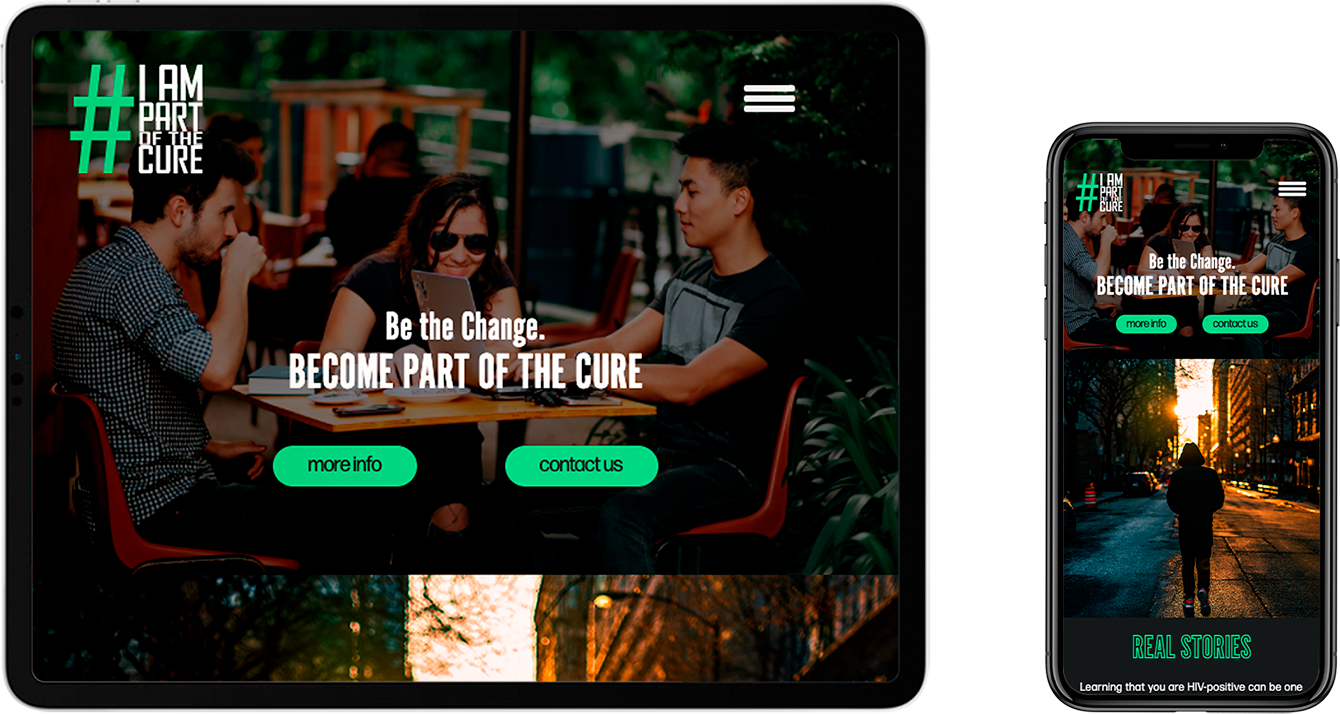 # I AM
PART
OF THE
CURE
Be the Change.
BECOME PART OF THE CURE
more info
contact us
# I AM
PART
OF THE
CURE
Be the Change.
BECOME PART OF THE CURE
more info
contact us
REAL STORIES
Learning that you are HIV-positive can be one